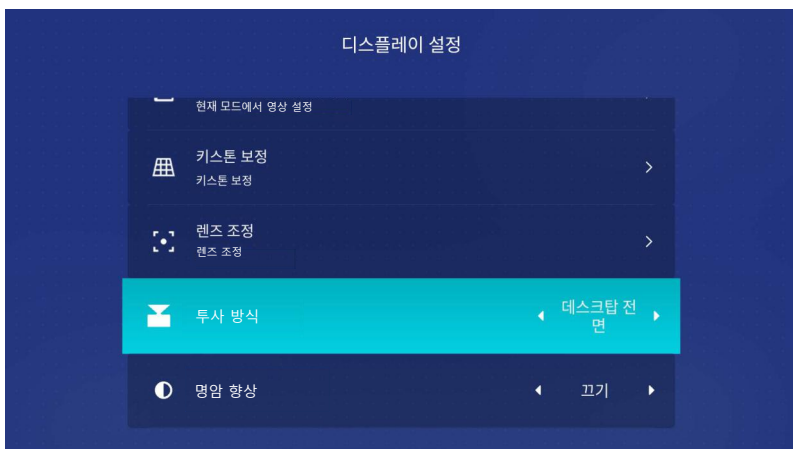 디스플레이 설정
현재 모드에서 영상 설정
키스톤 보정
키스톤 보정
렌즈 조정
렌즈 조정
투사 방식
데스크탑 전
면
명암 향상
끄기